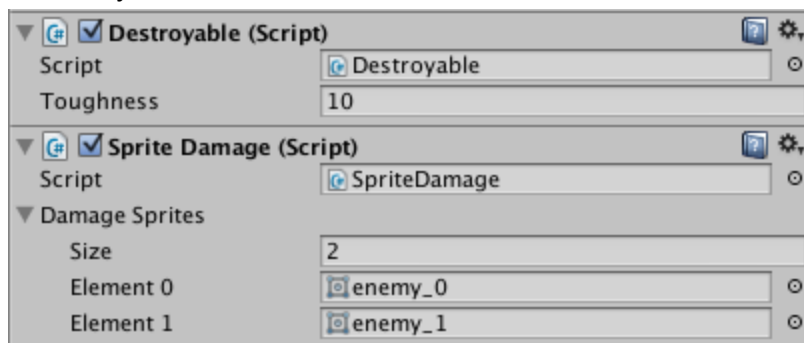 Destroyable (Script)
Script Destroyable
Toughness 10
Sprite Damage (Script)
Script SpriteDamage
Damage Sprites
Size 2
Element 0 enemy_0
Element 1 enemy_1